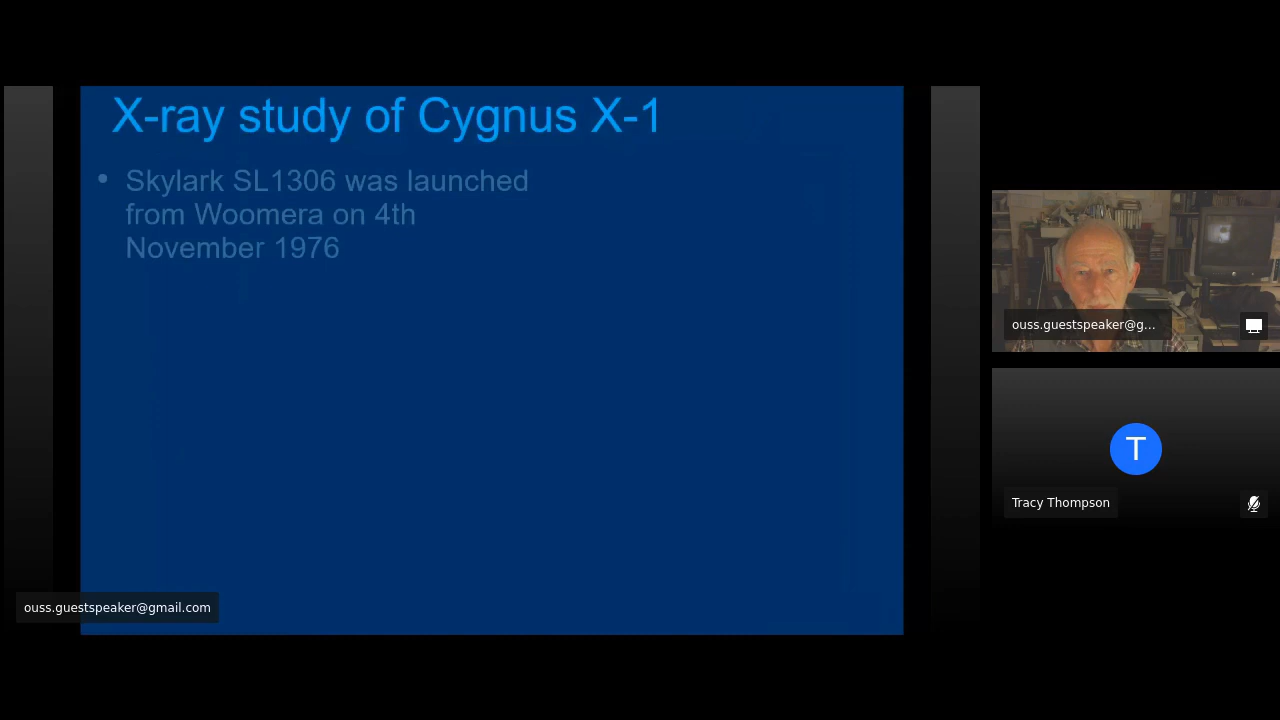 X-ray study of Cygnus X-1
• Skylark SL1306 was launched
from Woomera on 4th
November 1976
ouss.guestspeaker@gmail.com
ouss.guestspeaker@g...
T
Tracy Thompson